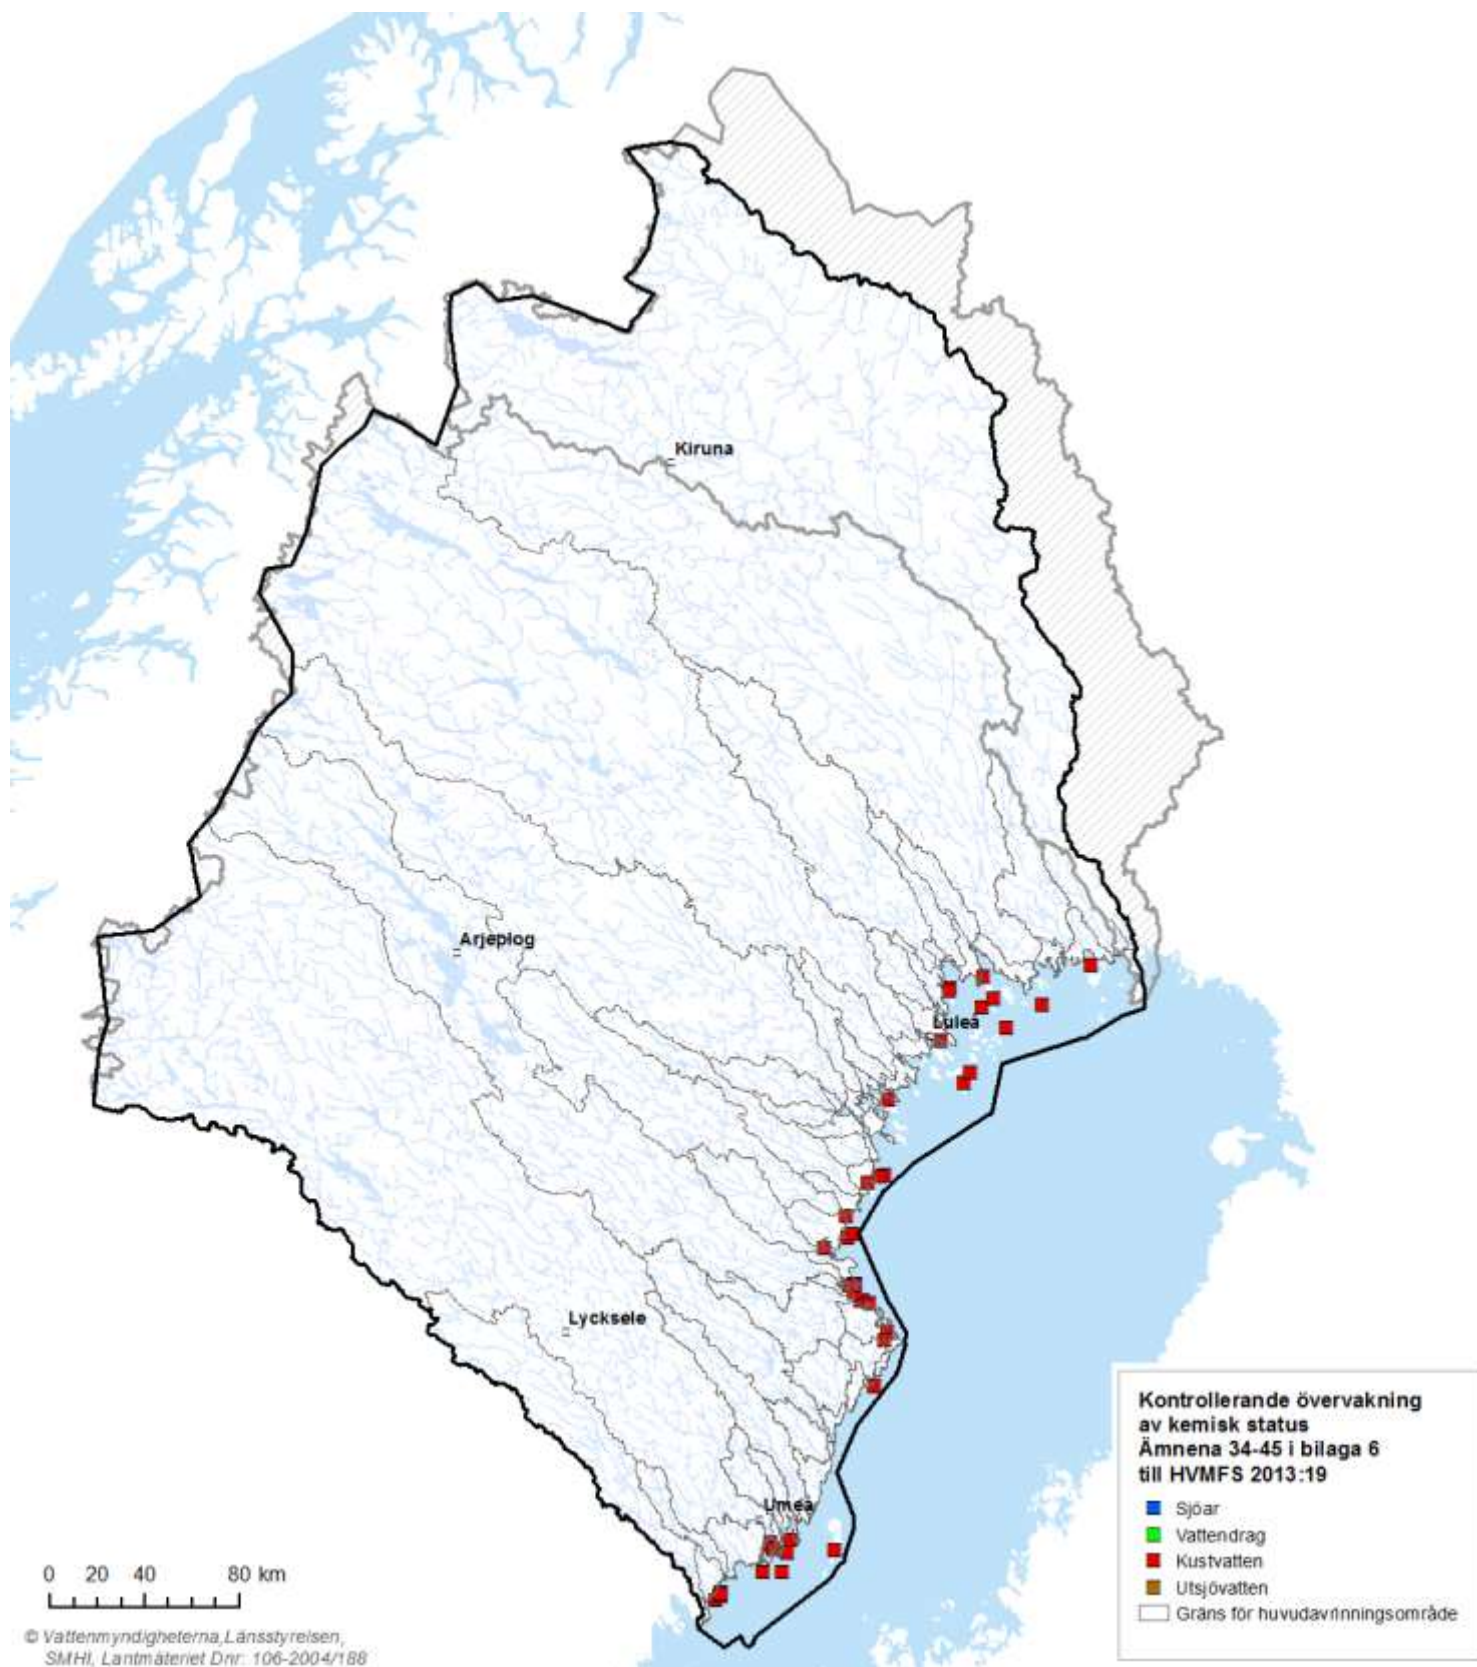 Kiruna
Arjeplog
Luleå
Lycksele
Umeå
Kontrollerande övervakning
av kemisk status
Ämnena 34-45 i bilaga 6
till HVMFS 2013:19
Sjöar
Vattendrag
Kustvatten
Utsjövatten
Gräns för huvudavrinningsområde
0 20 40 80 km
© Vattenmyndigheterna,Länsstyrelsen,
SMHI, Lantmäteriet Dnr: 106-2004/188